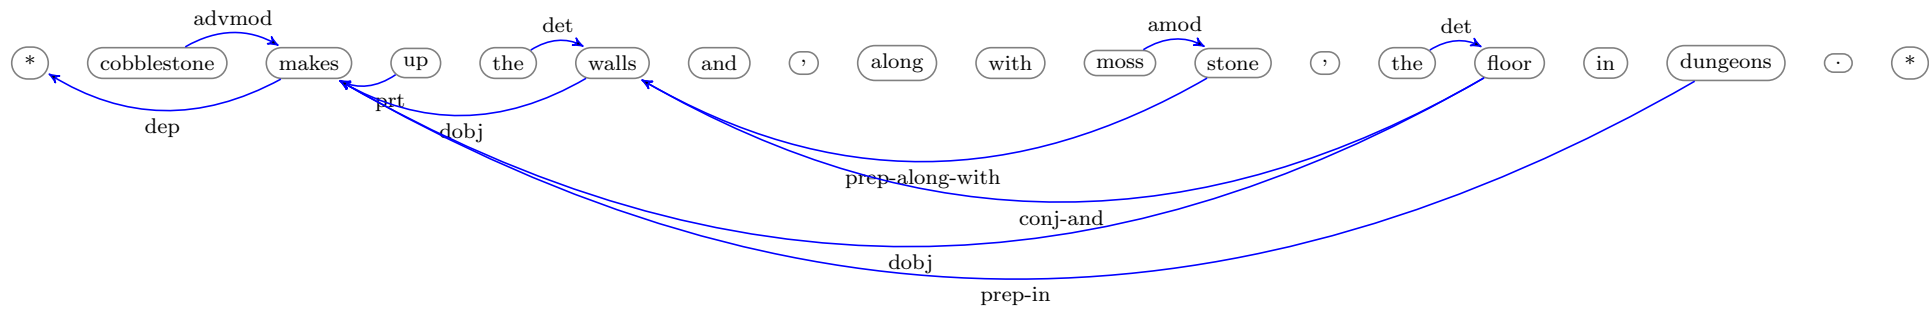 advmod det amod det
* cobblestone makes up the walls and , along with moss stone , the floor in dungeons . *
prt
dep dobj
prep-along-with
conj-and
dobj
prep-in